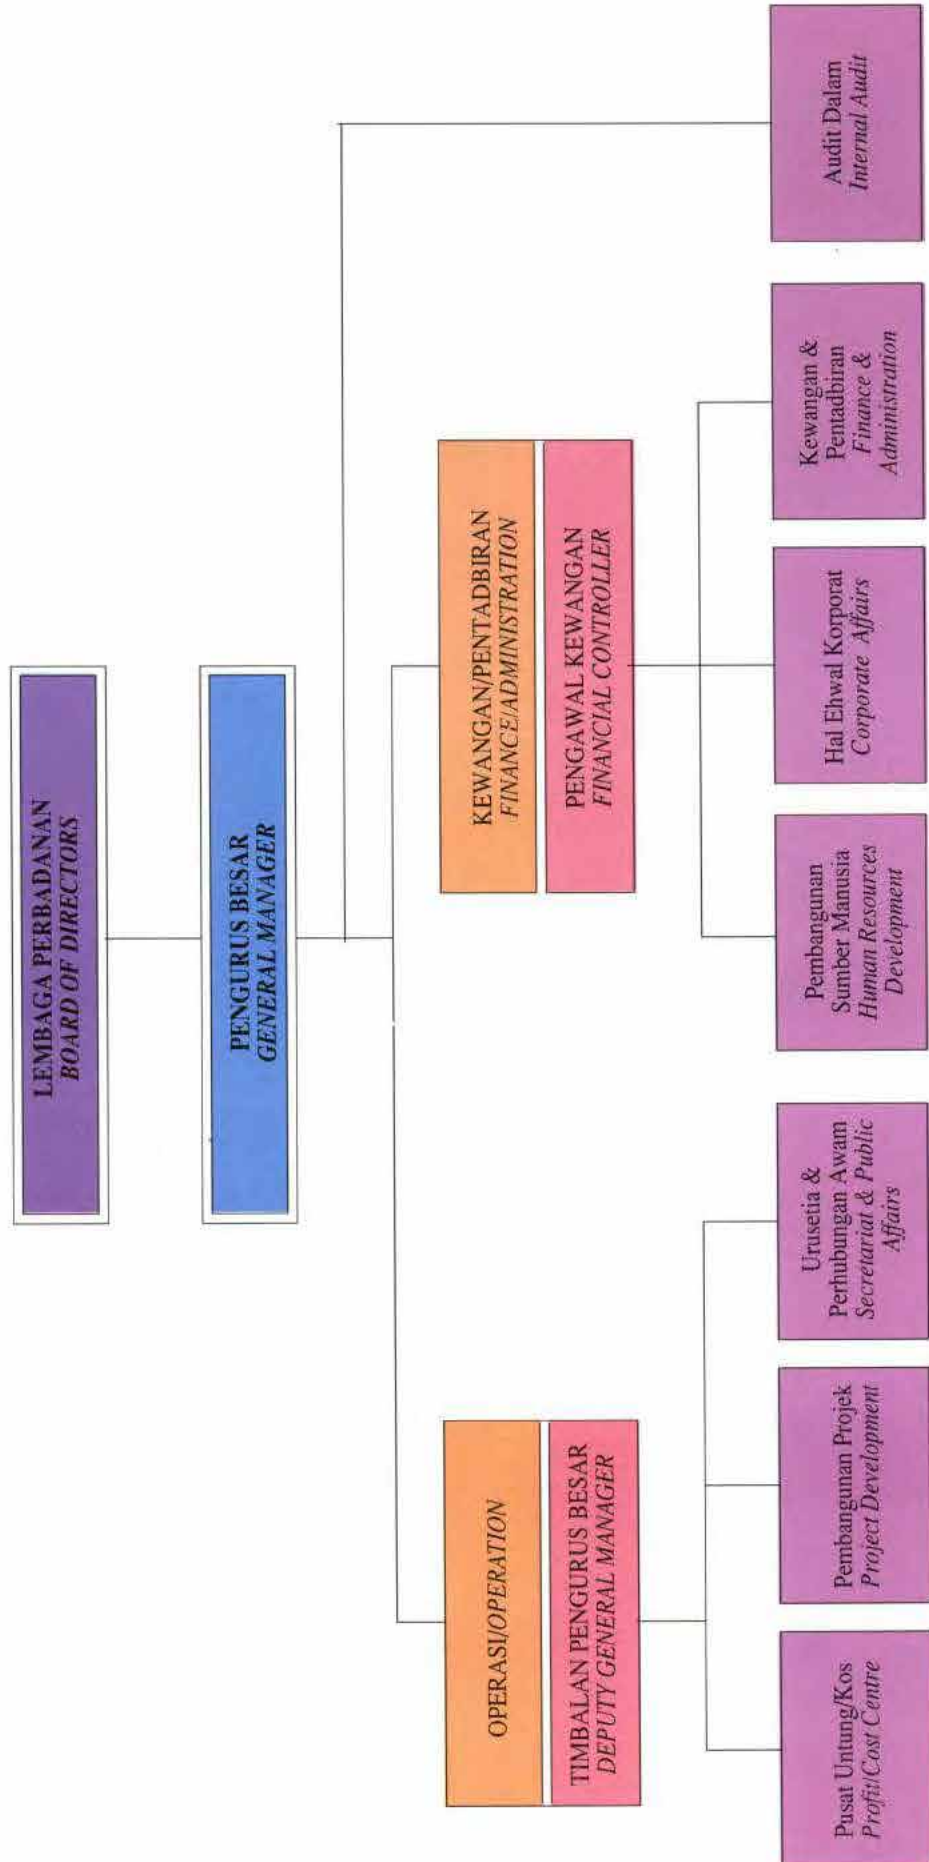 LEMBAGA PERBADANAN
BOARD OF DIRECTORS
PENGURUS BESAR
GENERAL MANAGER
OPERASI/OPERATION
TIMBALAN PENGURUS BESAR
DEPUTY GENERAL MANAGER
KEWANGAN/PENTADBIRAN
FINANCE/ADMINISTRATION
PENGAWAL KEWANGAN
FINANCIAL CONTROLLER
Pusat Untung/Kos
Profit/Cost Centre
Pembangunan Projek
Project Development
Urusetia &
Perhubungan Awam
Secretariat & Public
Affairs
Pembangunan
Sumber Manusia
Human Resources
Development
Hal Ehwal Korporat
Corporate Affairs
Kewangan &
Pentadbiran
Finance &
Administration
Audit Dalam
Internal Audit